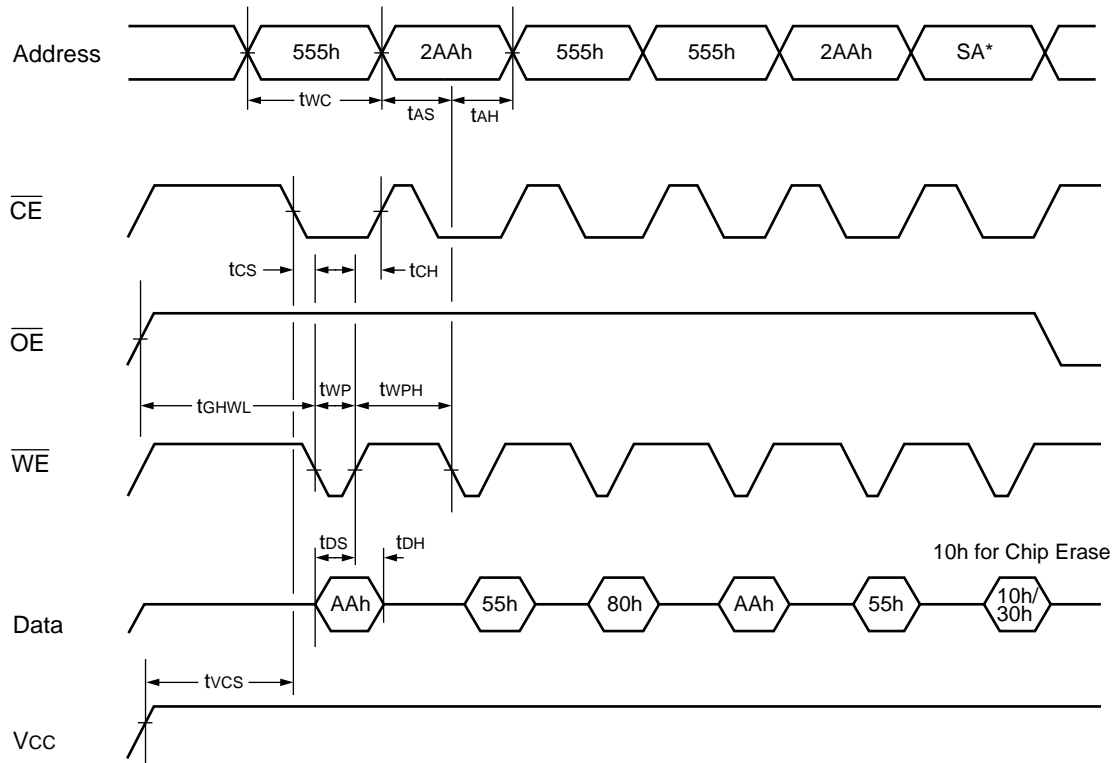 Address
555h 2AAh 555h 555h 2AAh SA*
tWC tAS tAH
CE
tCS tCH
OE
tGHWL tWP tWPH
WE
tDS tDH
10h for Chip Erase
Data
AAh 55h 80h AAh 55h 10h/
30h
tVCS
VCC